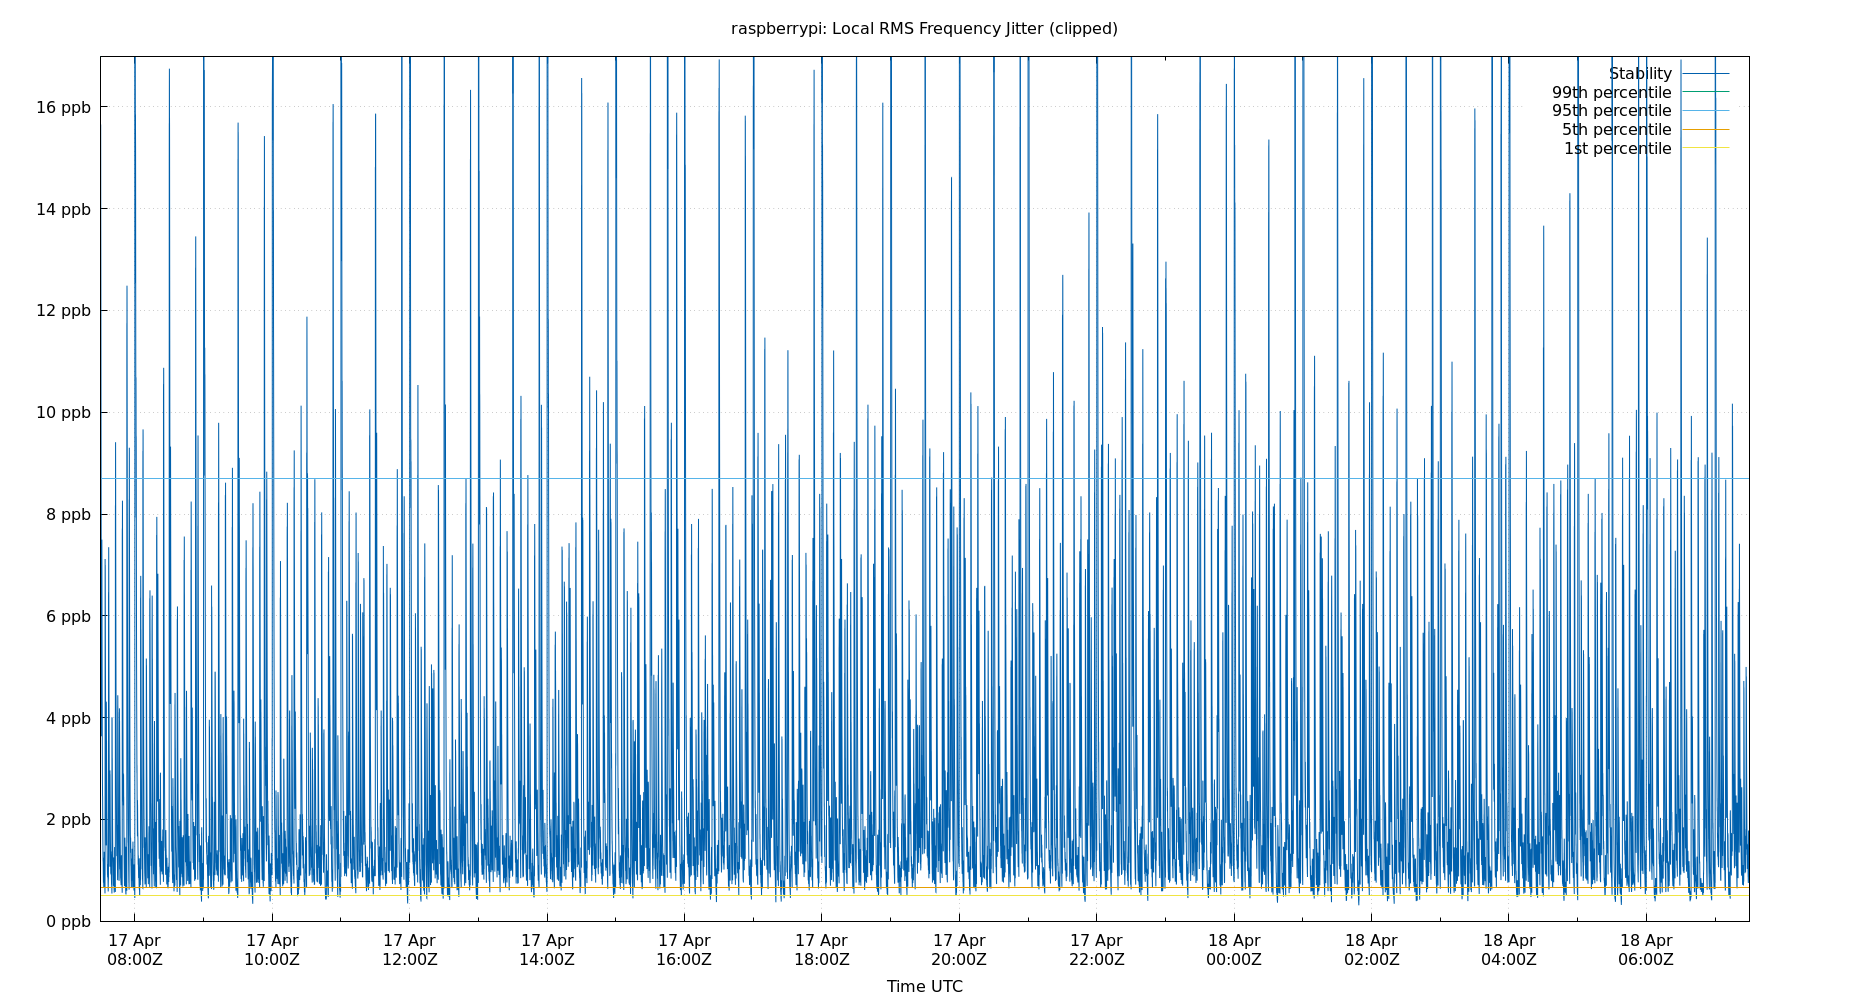 raspberrypi: Local RMS Frequency Jitter (clipped)
Stability
99th percentile
95th percentile
5th percentile
1st percentile
16 ppb
14 ppb
12 ppb
10 ppb
8 ppb
6 ppb
4 ppb
2 ppb
0 ppb
17 Apr 17 Apr 17 Apr 17 Apr 17 Apr 17 Apr 17 Apr 17 Apr 18 Apr 18 Apr 18 Apr 18 Apr
08:00Z 10:00Z 12:00Z 14:00Z 16:00Z 18:00Z 20:00Z 22:00Z 00:00Z 02:00Z 04:00Z 06:00Z
Time UTC